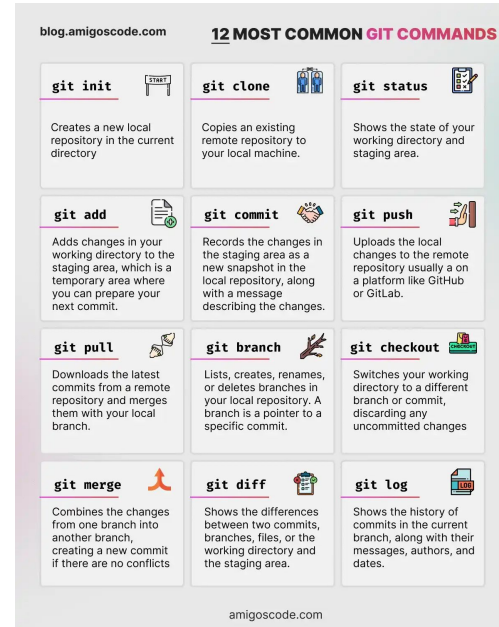 blog.amigoscode.com
12 MOST COMMON GIT COMMANDS
git init
START
Creates a new local
repository in the current
directory
git clone
Copies an existing
remote repository to
your local machine.
git status
Shows the state of your
working directory and
staging area.
git add
Adds changes in your
working directory to the
staging area, which is a
temporary area where
you can prepare your
next commit.
git commit
Records the changes in
the staging area as a
new snapshot in the
local repository, along
with a message
describing the changes.
git push
Uploads the local
changes to the remote
repository usually a on
a platform like GitHub
or GitLab.
git pull
Downloads the latest
commits from a remote
repository and merges
them with your local
branch.
git branch
Lists, creates, renames,
or deletes branches in
your local repository. A
branch is a pointer to a
specific commit.
git checkout
CHECKOUT
Switches your working
directory to a different
branch or commit,
discarding any
uncommitted changes
git merge
Combines the changes
from one branch into
another branch,
creating a new commit
if there are no conflicts
git diff
Shows the differences
between two commits,
branches, files, or the
working directory and
the staging area.
git log
LOG
Shows the history of
commits in the current
branch, along with their
messages, authors, and
dates.
amigoscode.com